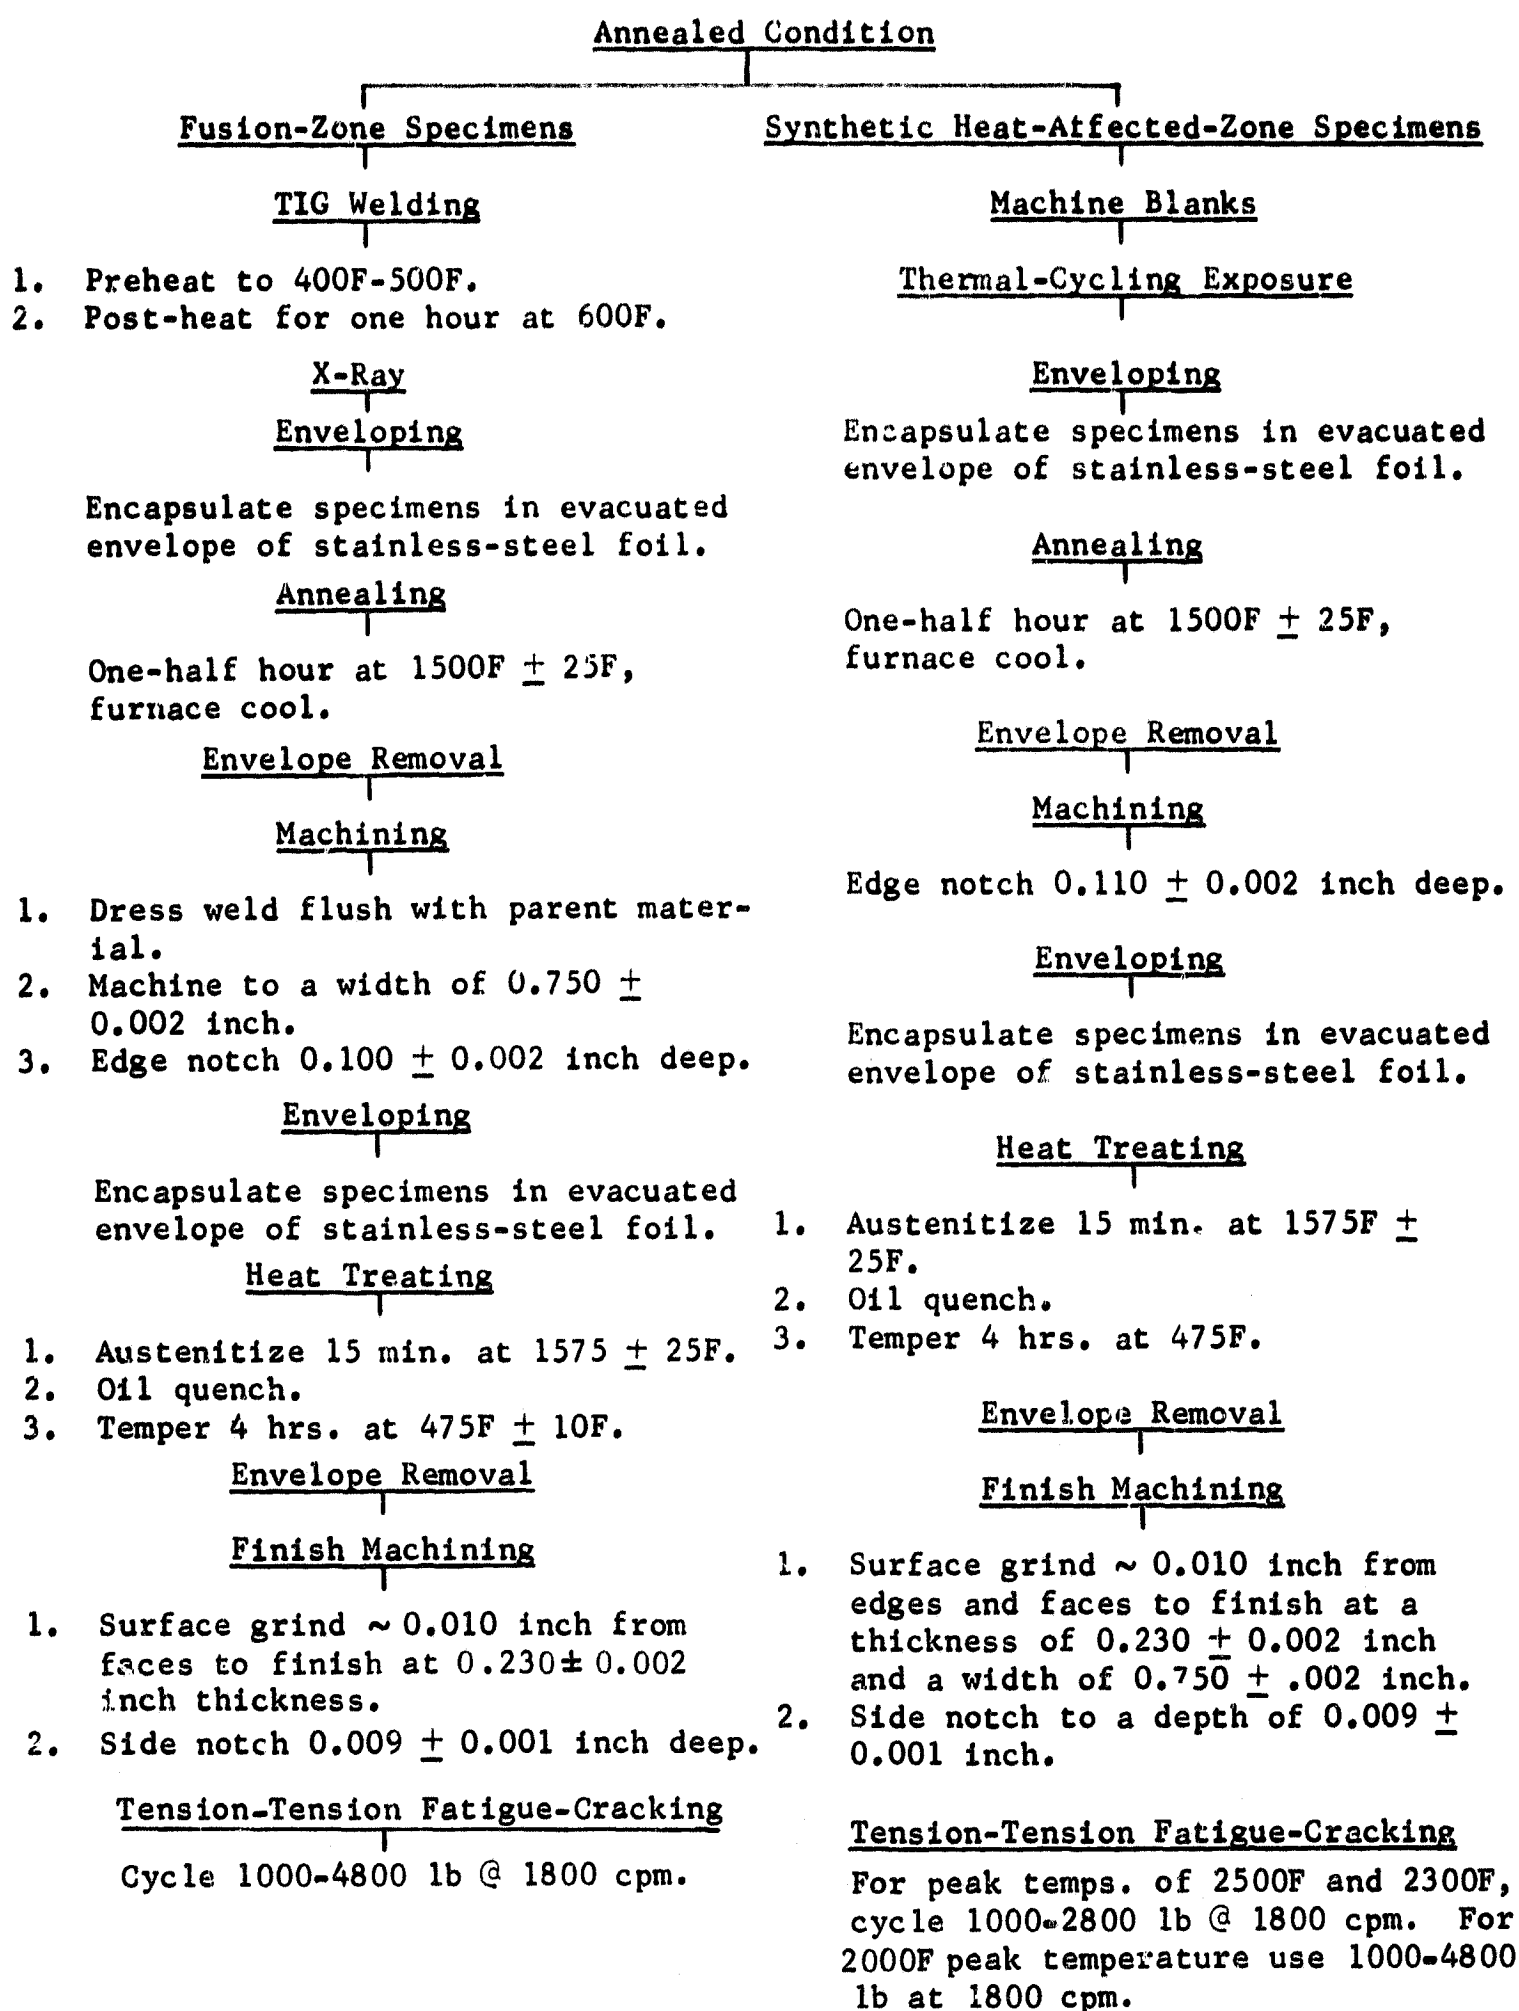 Annealed Condition
Fusion-Zone Specimens
TIG Welding
1. Preheat to 400F-500F.
2. Post-heat for one hour at 600F.
X-Ray
Enveloping
Encapsulate specimens in evacuated
envelope of stainless-steel foil.
Annealing
One-half hour at 1500F ± 25F,
furnace cool.
Envelope Removal
Machining
1. Dress weld flush with parent mater-
ial.
2. Machine to a width of 0.750 ±
0.002 inch.
3. Edge notch 0.100 ± 0.002 inch deep.
Enveloping
Encapsulate specimens in evacuated
envelope of stainless-steel foil.
Heat Treating
1. Austenitize 15 min. at 1575 ± 25F.
2. Oil quench.
3. Temper 4 hrs. at 475F ± 10F.
Envelope Removal
Finish Machining
1. Surface grind ~ 0.010 inch from
faces to finish at 0.230± 0.002
inch thickness.
2. Side notch 0.009 ± 0.001 inch deep.
Tension-Tension Fatigue-Cracking
Cycle 1000-4800 lb @ 1800 cpm.
Synthetic Heat-Affected-Zone Specimens
Machine Blanks
Thermal-Cycling Exposure
Enveloping
Encapsulate specimens in evacuated
envelope of stainless-steel foil.
Annealing
One-half hour at 1500F ± 25F,
furnace cool.
Envelope Removal
Machining
Edge notch 0.110 ± 0.002 inch deep.
Enveloping
Encapsulate specimens in evacuated
envelope of stainless-steel foil.
Heat Treating
1. Austenitize 15 min. at 1575F ±
25F.
2. Oil quench.
3. Temper 4 hrs. at 475F.
Envelope Removal
Finish Machining
1. Surface grind ~ 0.010 inch from
edges and faces to finish at a
thickness of 0.230 ± 0.002 inch
and a width of 0.750 ± .002 inch.
2. Side notch to a depth of 0.009 ±
0.001 inch.
Tension-Tension Fatigue-Cracking
For peak temps. of 2500F and 2300F,
cycle 1000-2800 lb @ 1800 cpm. For
2000F peak temperature use 1000-4800
lb at 1800 cpm.